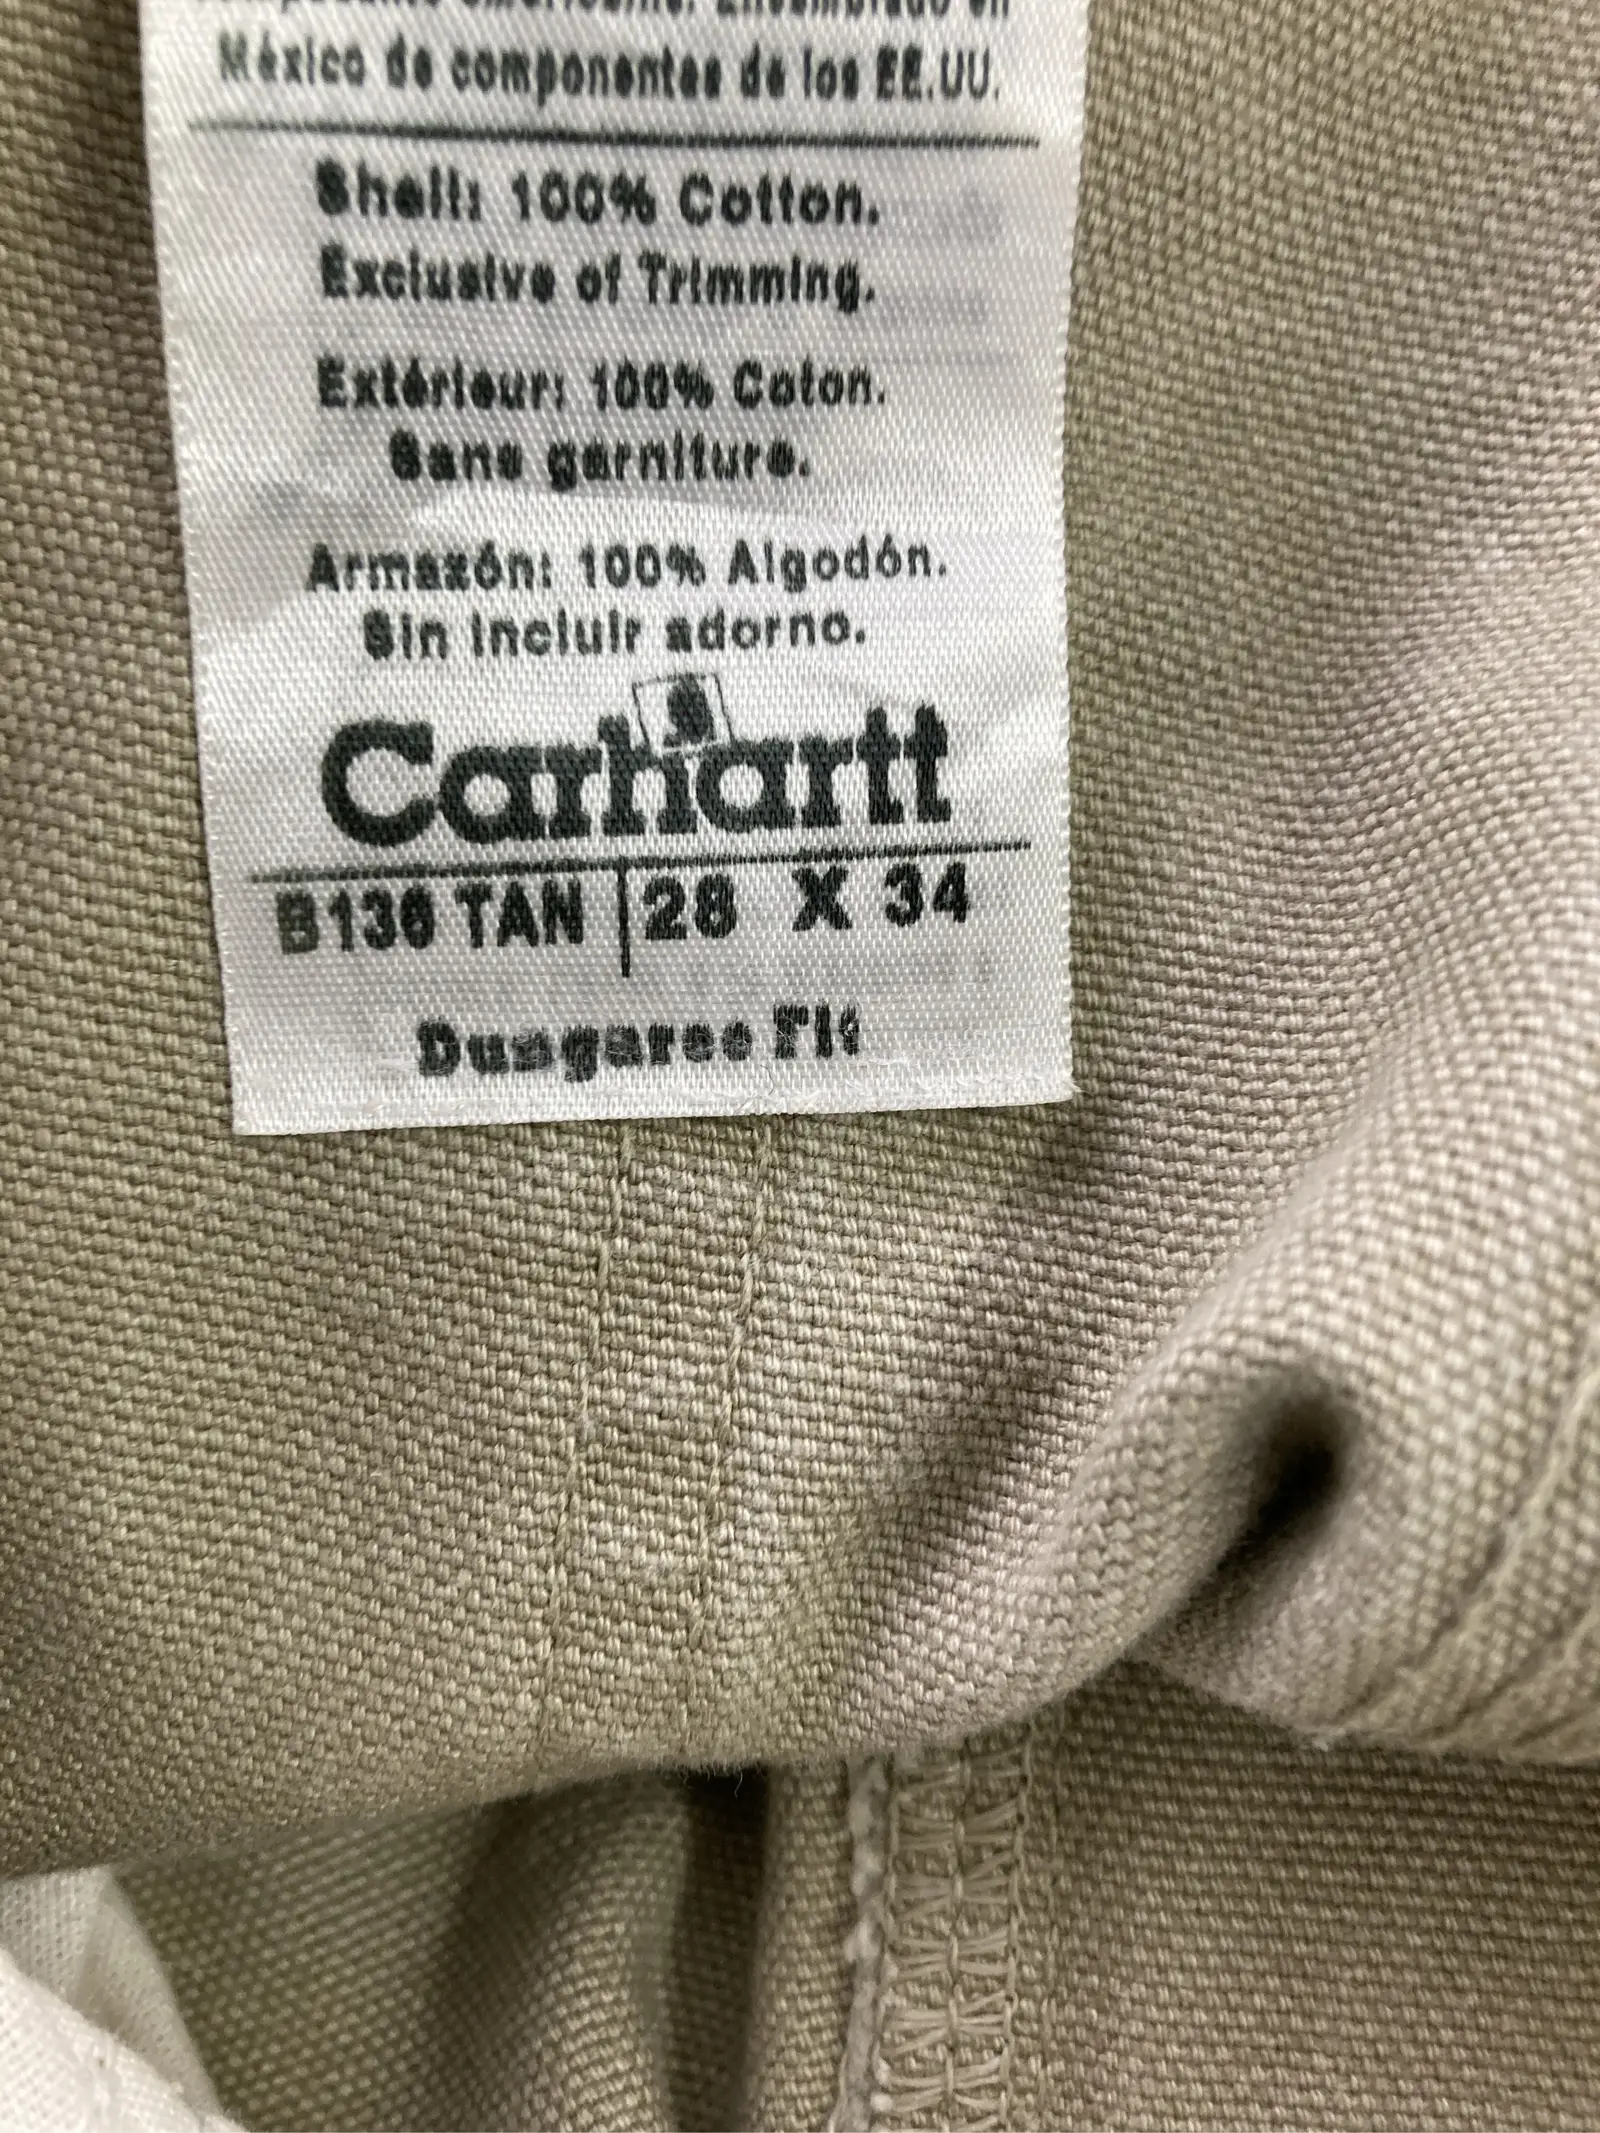 México de componentes de los EE.UU.
Shell: 100% Cotton.
Exclusive of Trimming.
Extérieur: 100% Coton.
Sans garniture.
Armazón: 100% Algodón.
Sin incluir adorno.
Carhartt
B136 TAN 28 X 34
Dungaree Fit